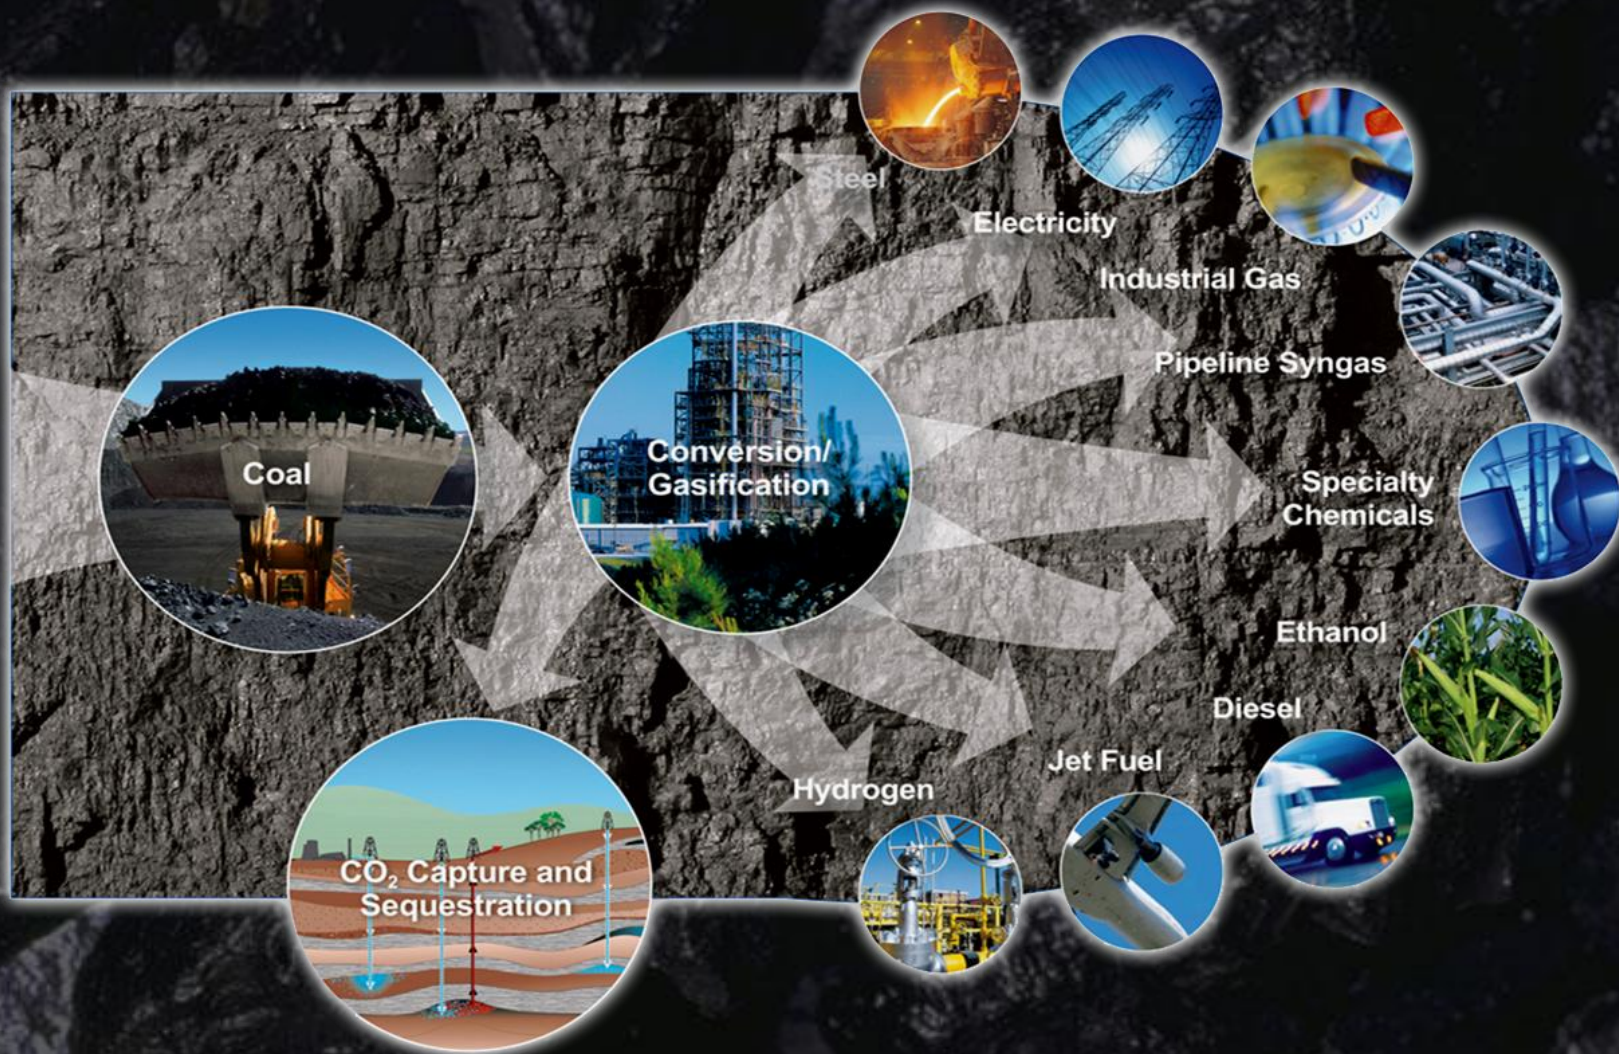 Steel
Electricity
Industrial Gas
Pipeline Syngas
Coal
Conversion/
Gasification
Specialty
Chemicals
Ethanol
Diesel
Jet Fuel
Hydrogen
CO₂ Capture and
Sequestration